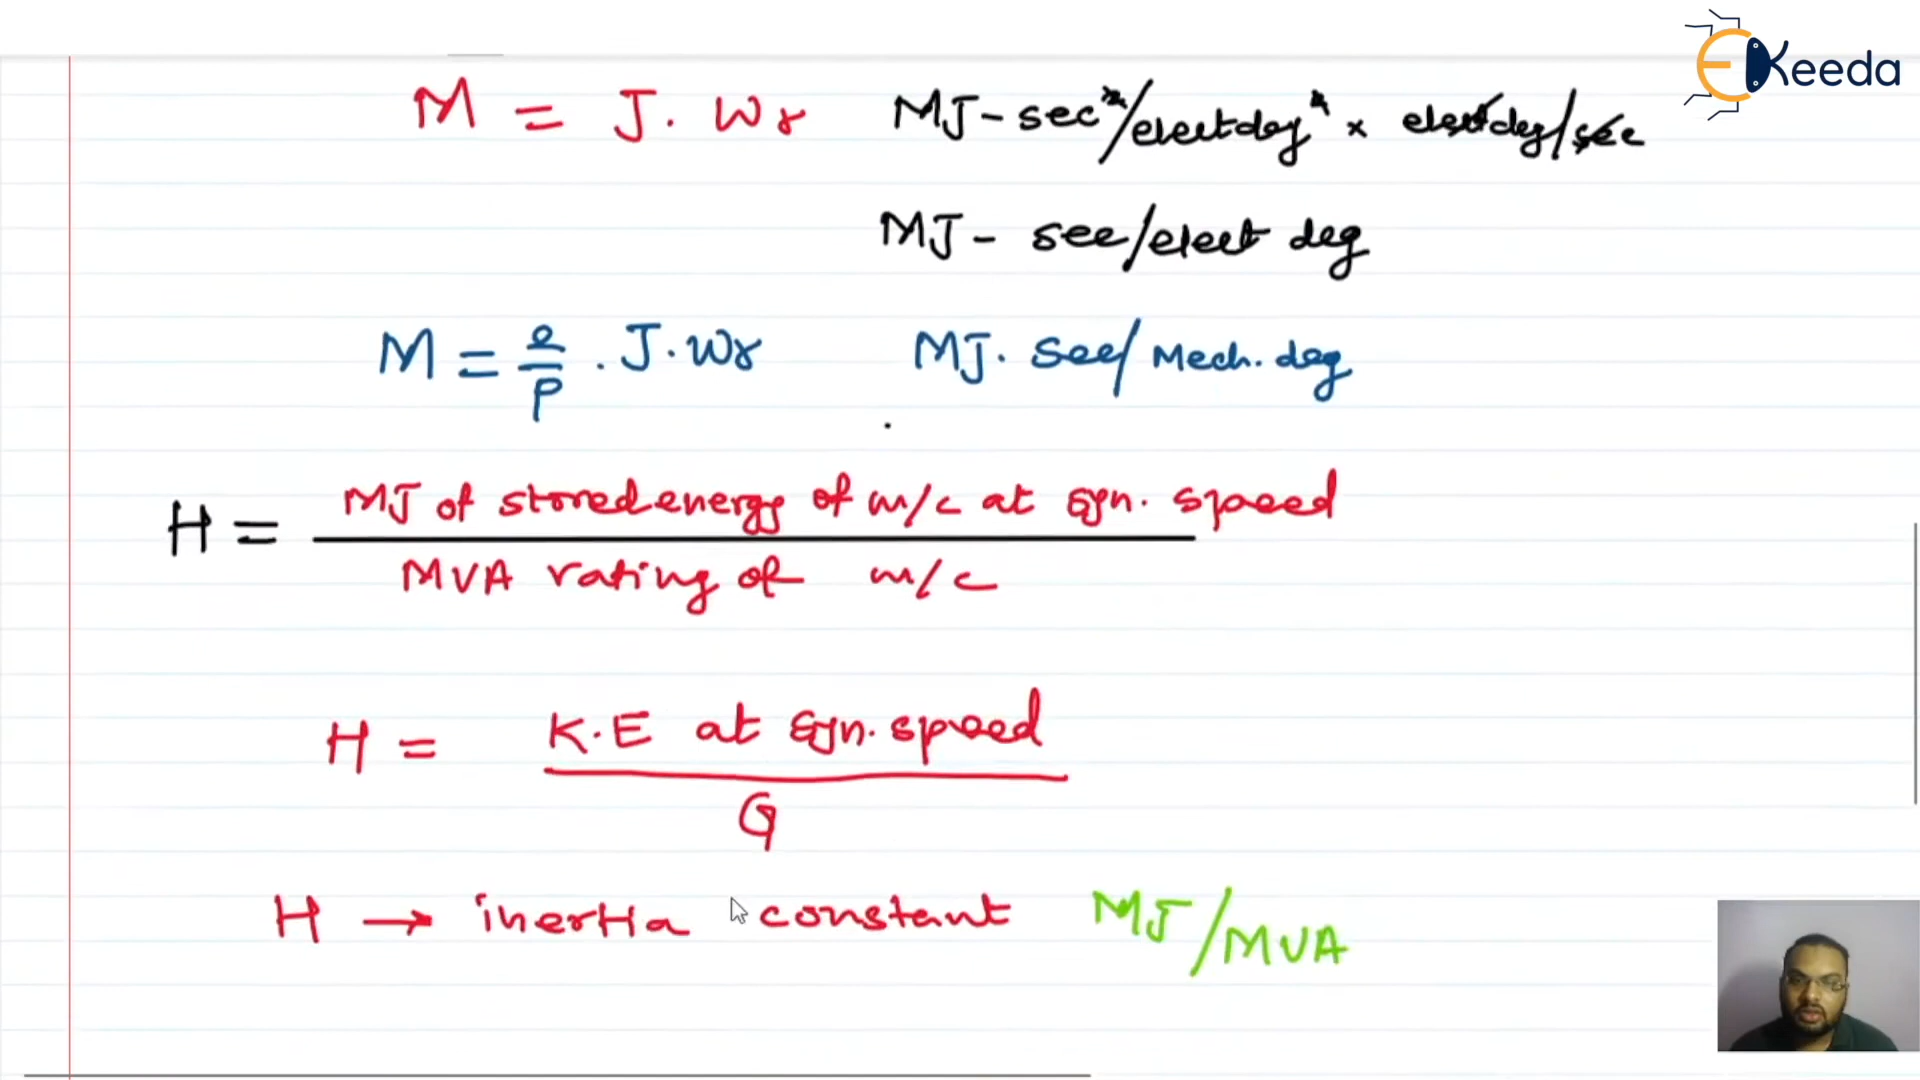 EKeeda
M = J. ωr MJ-sec²/elect deg² × elect deg/sec
MJ- sec/elect deg
M = 2/P . J.ωr MJ. sec/Mech. deg
H = MJ of stored energy of m/c at syn. speed
MVA rating of m/c
H = K.E at syn. speed
G
H → inertia constant MJ/MVA